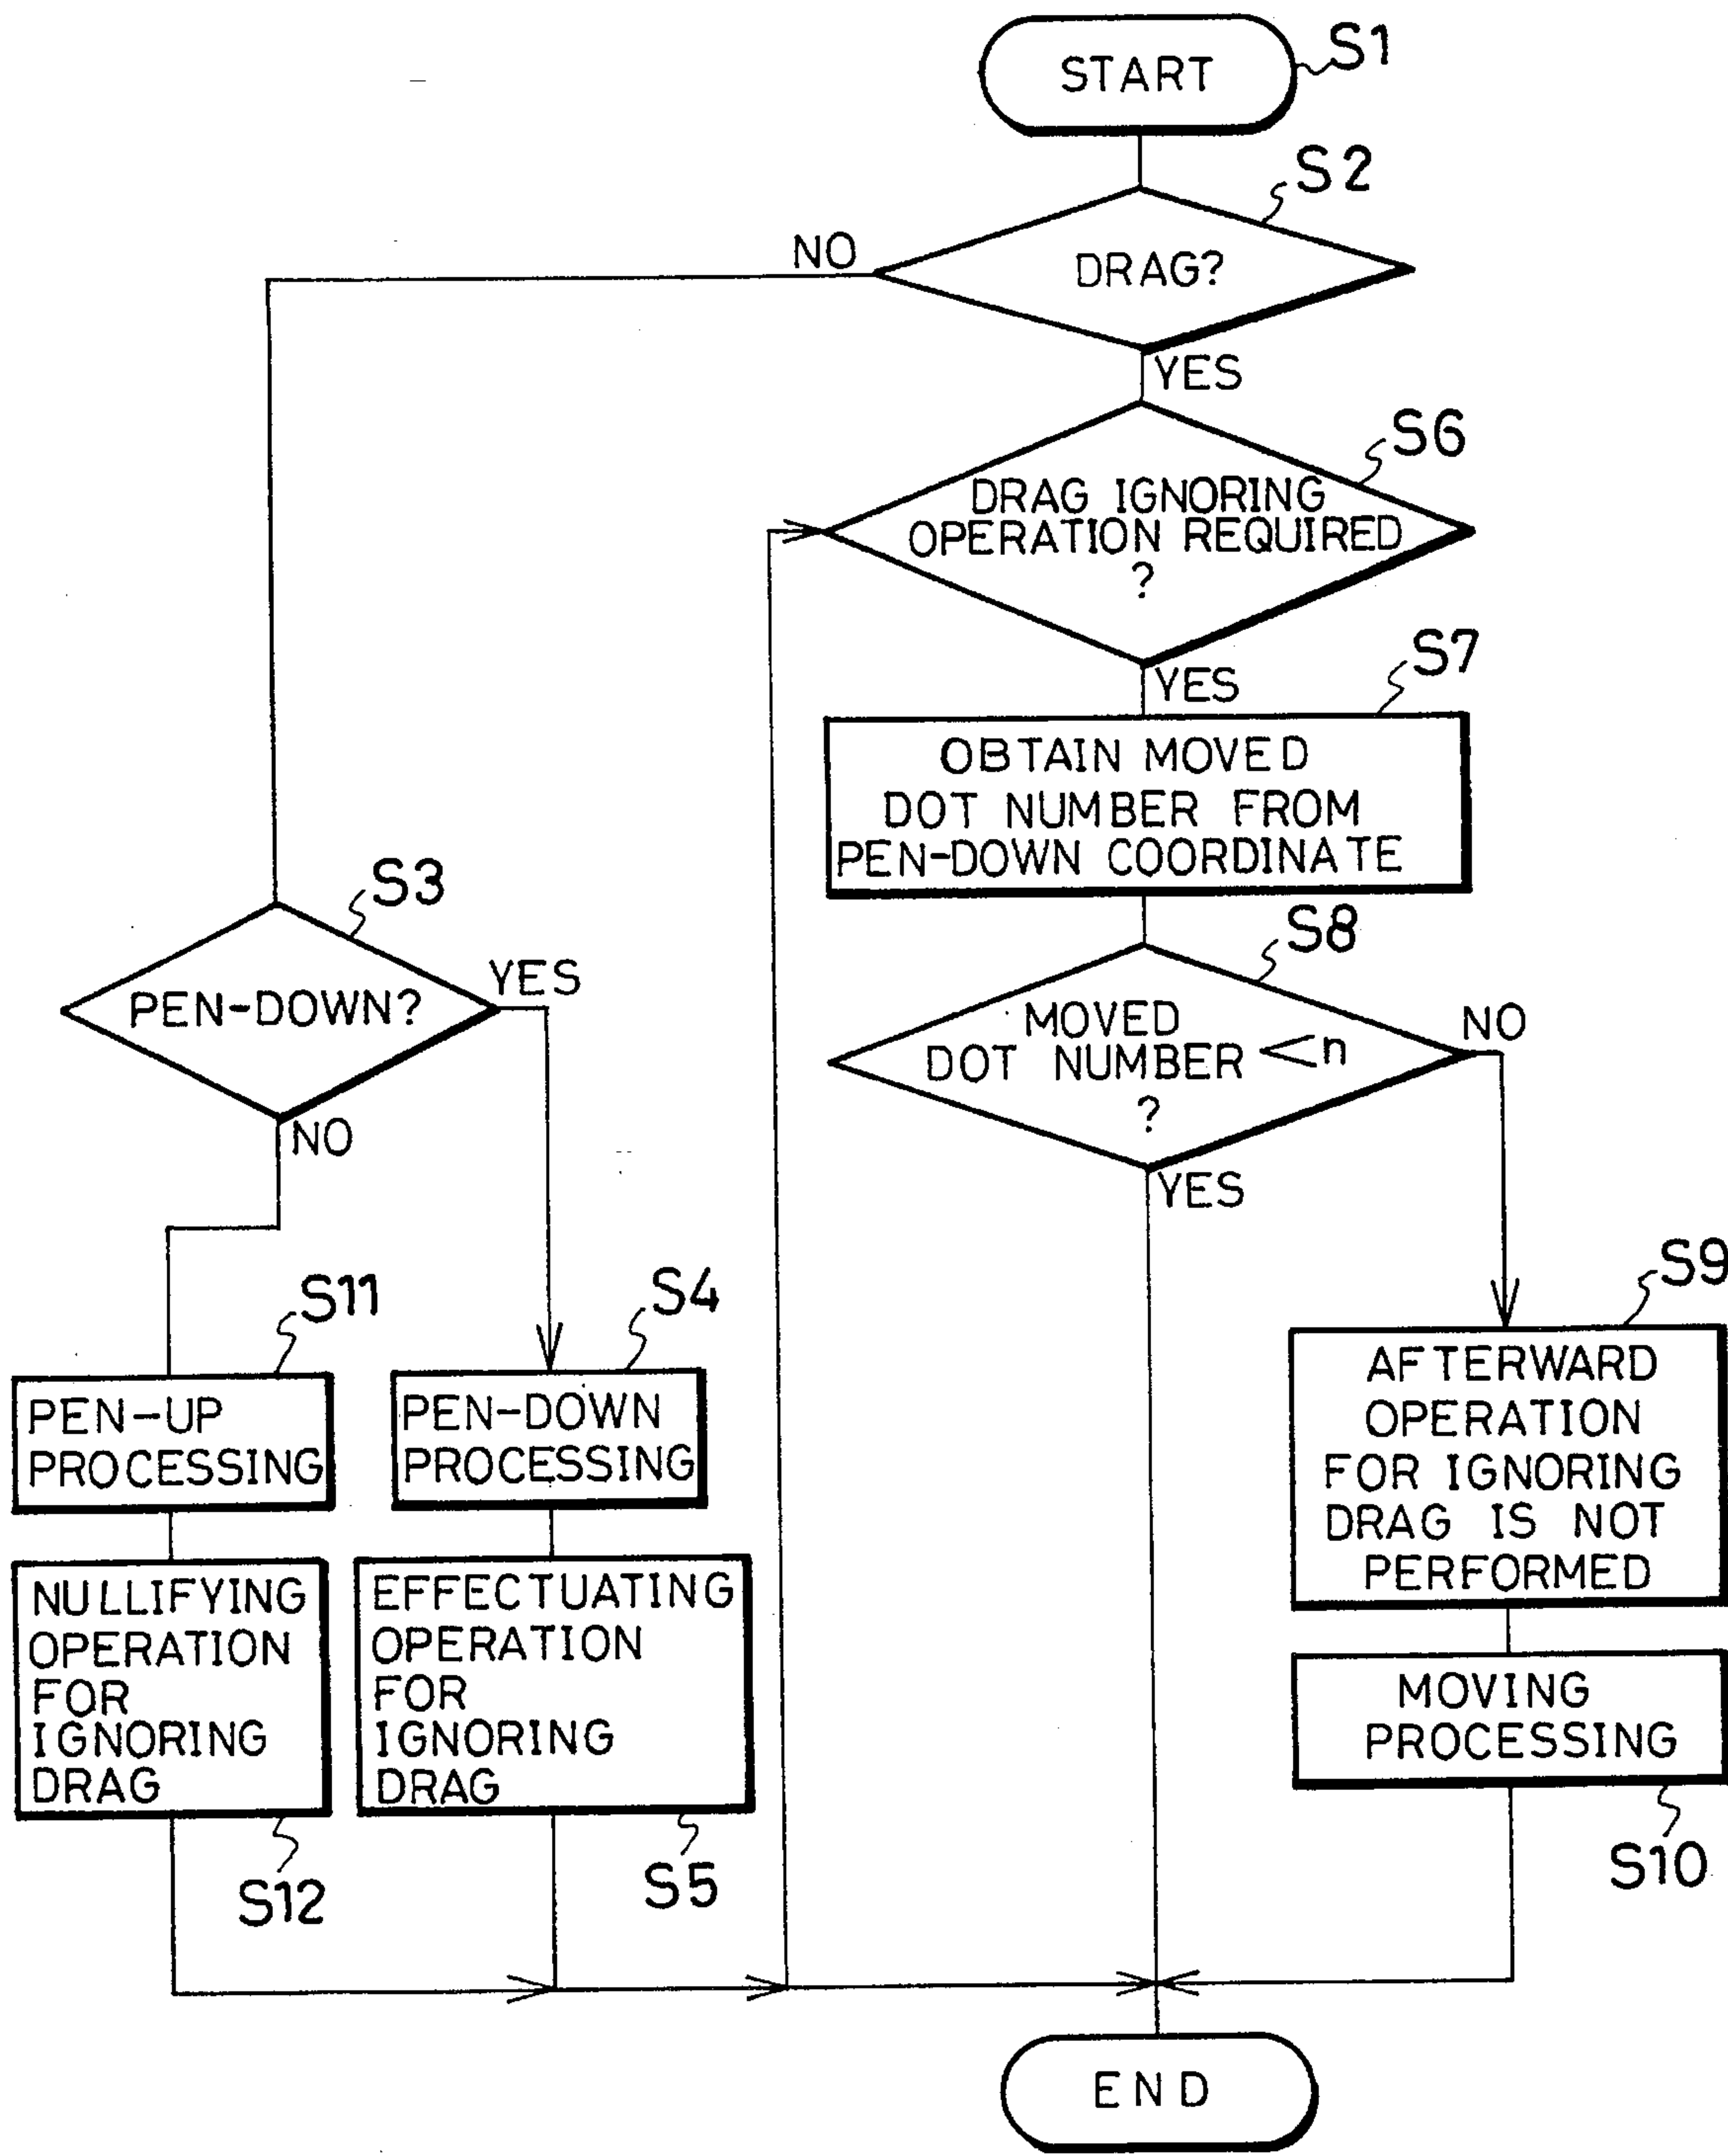 START
S1
S2
DRAG?
NO
YES
S6
DRAG IGNORING
OPERATION REQUIRED
?
YES
S7
OBTAIN MOVED
DOT NUMBER FROM
PEN-DOWN COORDINATE
S3
PEN-DOWN?
YES
NO
S8
MOVED
DOT NUMBER <n
?
NO
YES
S11
PEN-UP
PROCESSING
S4
PEN-DOWN
PROCESSING
S9
AFTERWARD
OPERATION
FOR IGNORING
DRAG IS NOT
PERFORMED
NULLIFYING
OPERATION
FOR
IGNORING
DRAG
S12
EFFECTUATING
OPERATION
FOR
IGNORING
DRAG
S5
MOVING
PROCESSING
S10
END